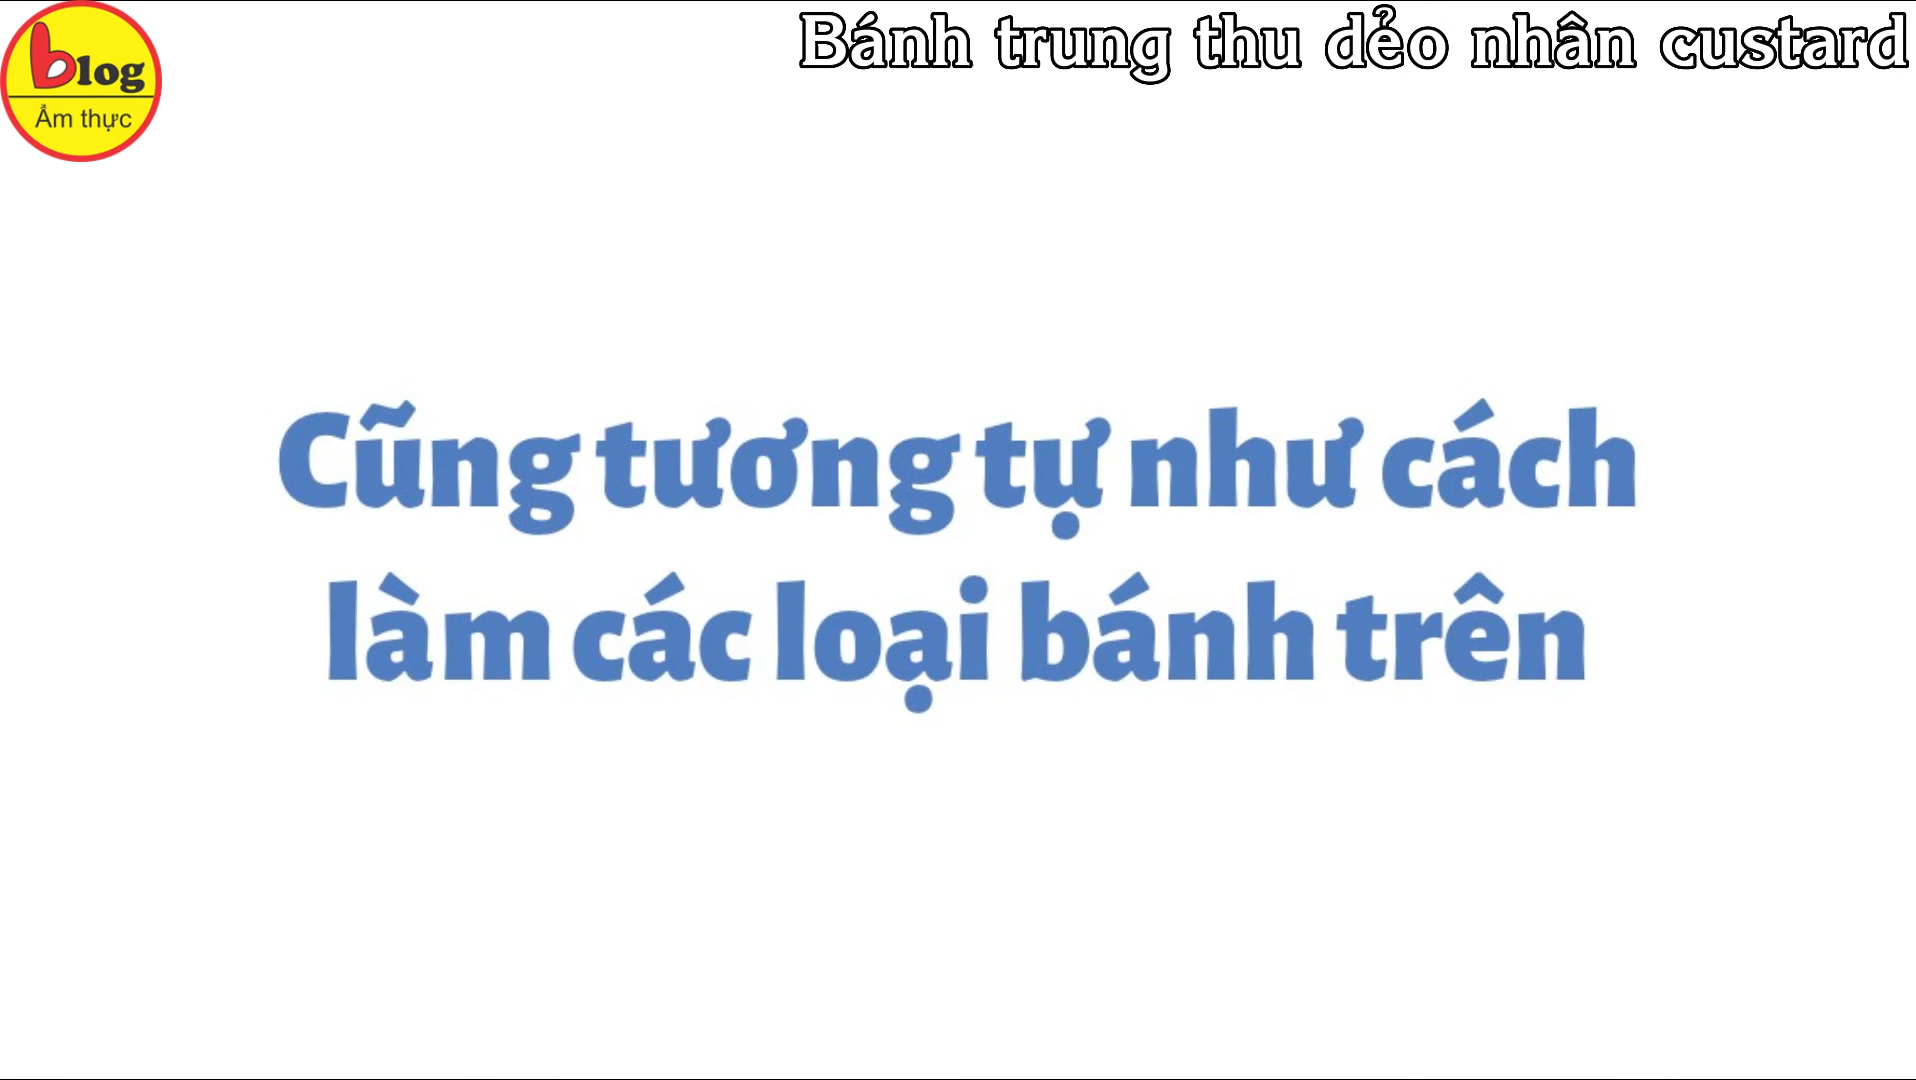 blog
Ẩm thực
Bánh trung thu dẻo nhân custard
Cũng tương tự như cách
làm các loại bánh trên